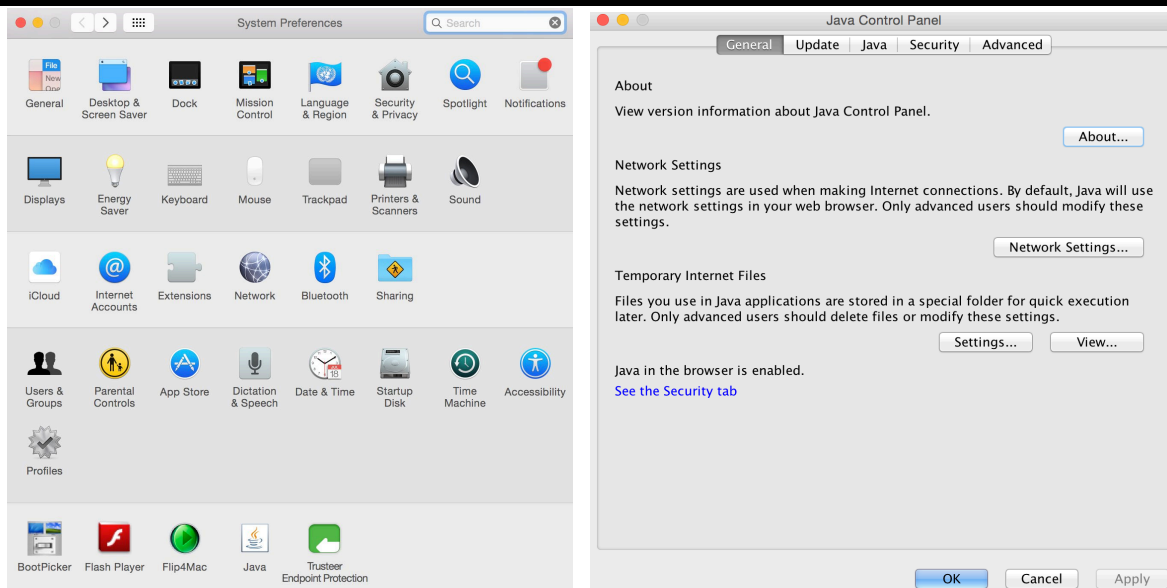 System Preferences
Search
File
New
One
General
Desktop &
Screen Saver
Dock
Mission
Control
Language
& Region
Security
& Privacy
Spotlight
Notifications
Displays
Energy
Saver
Keyboard
Mouse
Trackpad
Printers &
Scanners
Sound
iCloud
@
Internet
Accounts
Extensions
Network
Bluetooth
Sharing
Users &
Groups
Parental
Controls
App Store
Dictation
& Speech
18
Date & Time
Startup
Disk
Time
Machine
Accessibility
Profiles
BootPicker
Flash Player
Flip4Mac
Java
Trusteer
Endpoint Protection
Java Control Panel
General
Update
Java
Security
Advanced
About
View version information about Java Control Panel.
About...
Network Settings
Network settings are used when making Internet connections. By default, Java will use
the network settings in your web browser. Only advanced users should modify these
settings.
Network Settings...
Temporary Internet Files
Files you use in Java applications are stored in a special folder for quick execution
later. Only advanced users should delete files or modify these settings.
Settings...
View...
Java in the browser is enabled.
See the Security tab
OK
Cancel
Apply